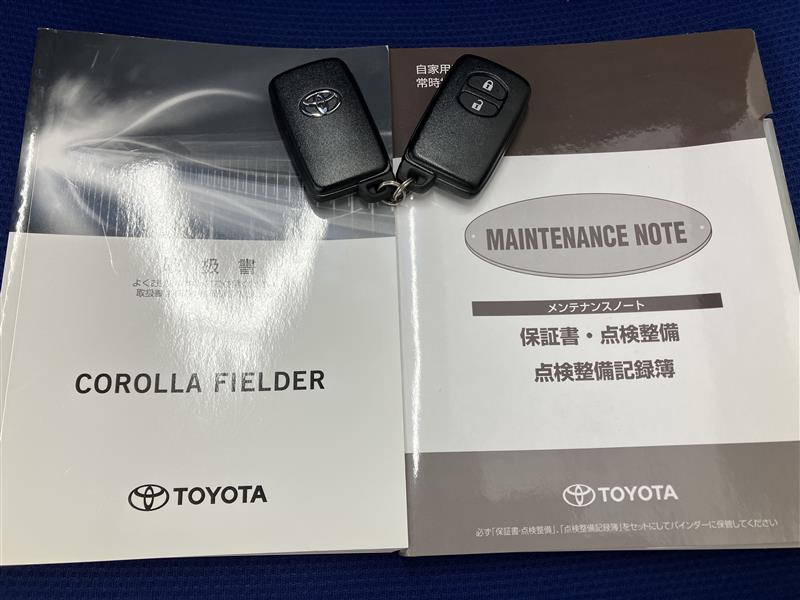 扱書
COROLLA FIELDER
TOYOTA
自家用
常時
MAINTENANCE NOTE
メンテナンスノート
保証書・点検整備
点検整備記録簿
TOYOTA
必ず「保証書・点検整備」、「点検整備記録簿」をセットにしてバインダーに保管してください